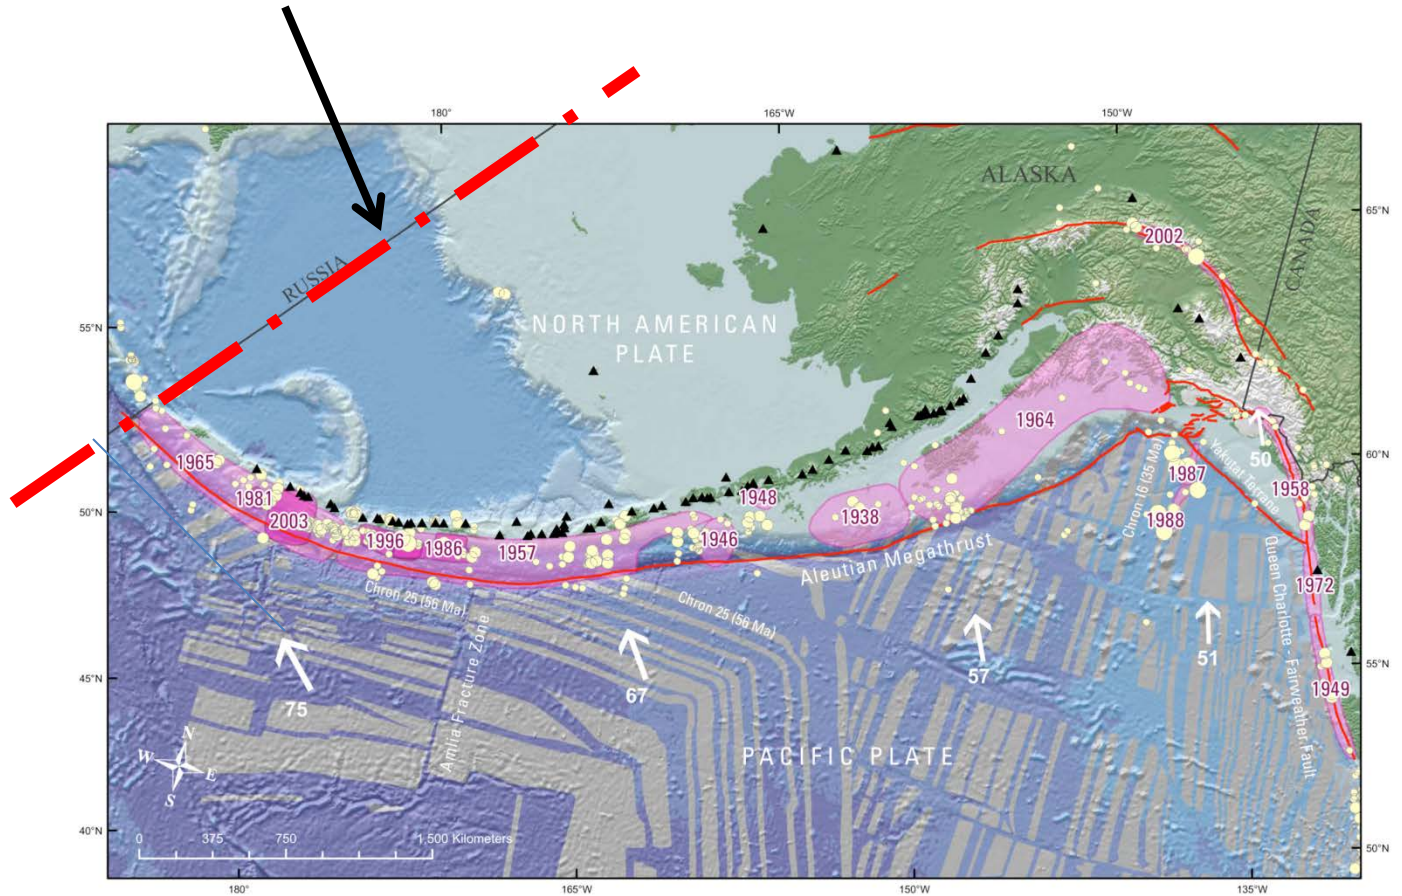 180°
165°W
150°W
ALASKA
65°N
CANADA
2002
RUSSIA
55°N
NORTH AMERICAN
PLATE
1964
60°N
50
1965
1981
2003
1996
1986
1957
1948
1946
1938
Chron 16 (35 Ma)
1987
1988
Yakutat Terrane
1958
50°N
Aleutian Megathrust
Chron 25 (56 Ma)
Chron 25 (56 Ma)
1972
Queen Charlotte - Fairweather Fault
Amlia Fracture Zone
75
67
57
51
55°N
45°N
1949
N
W
E
S
PACIFIC PLATE
0
375
750
1,500 Kilometers
40°N
50°N
180°
165°W
150°W
135°W